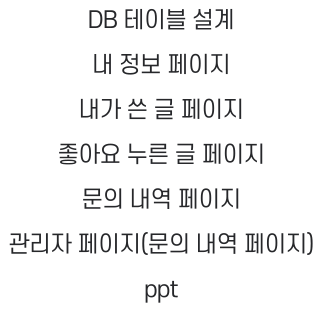 DB 테이블 설계
내 정보 페이지
내가 쓴 글 페이지
좋아요 누른 글 페이지
문의 내역 페이지
관리자 페이지(문의 내역 페이지)
ppt